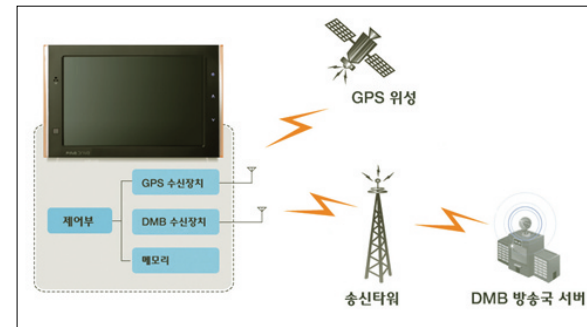 GPS 위성
GPS 수신장치
제어부
DMB 수신장치
메모리
송신타워
DMB 방송국 서버